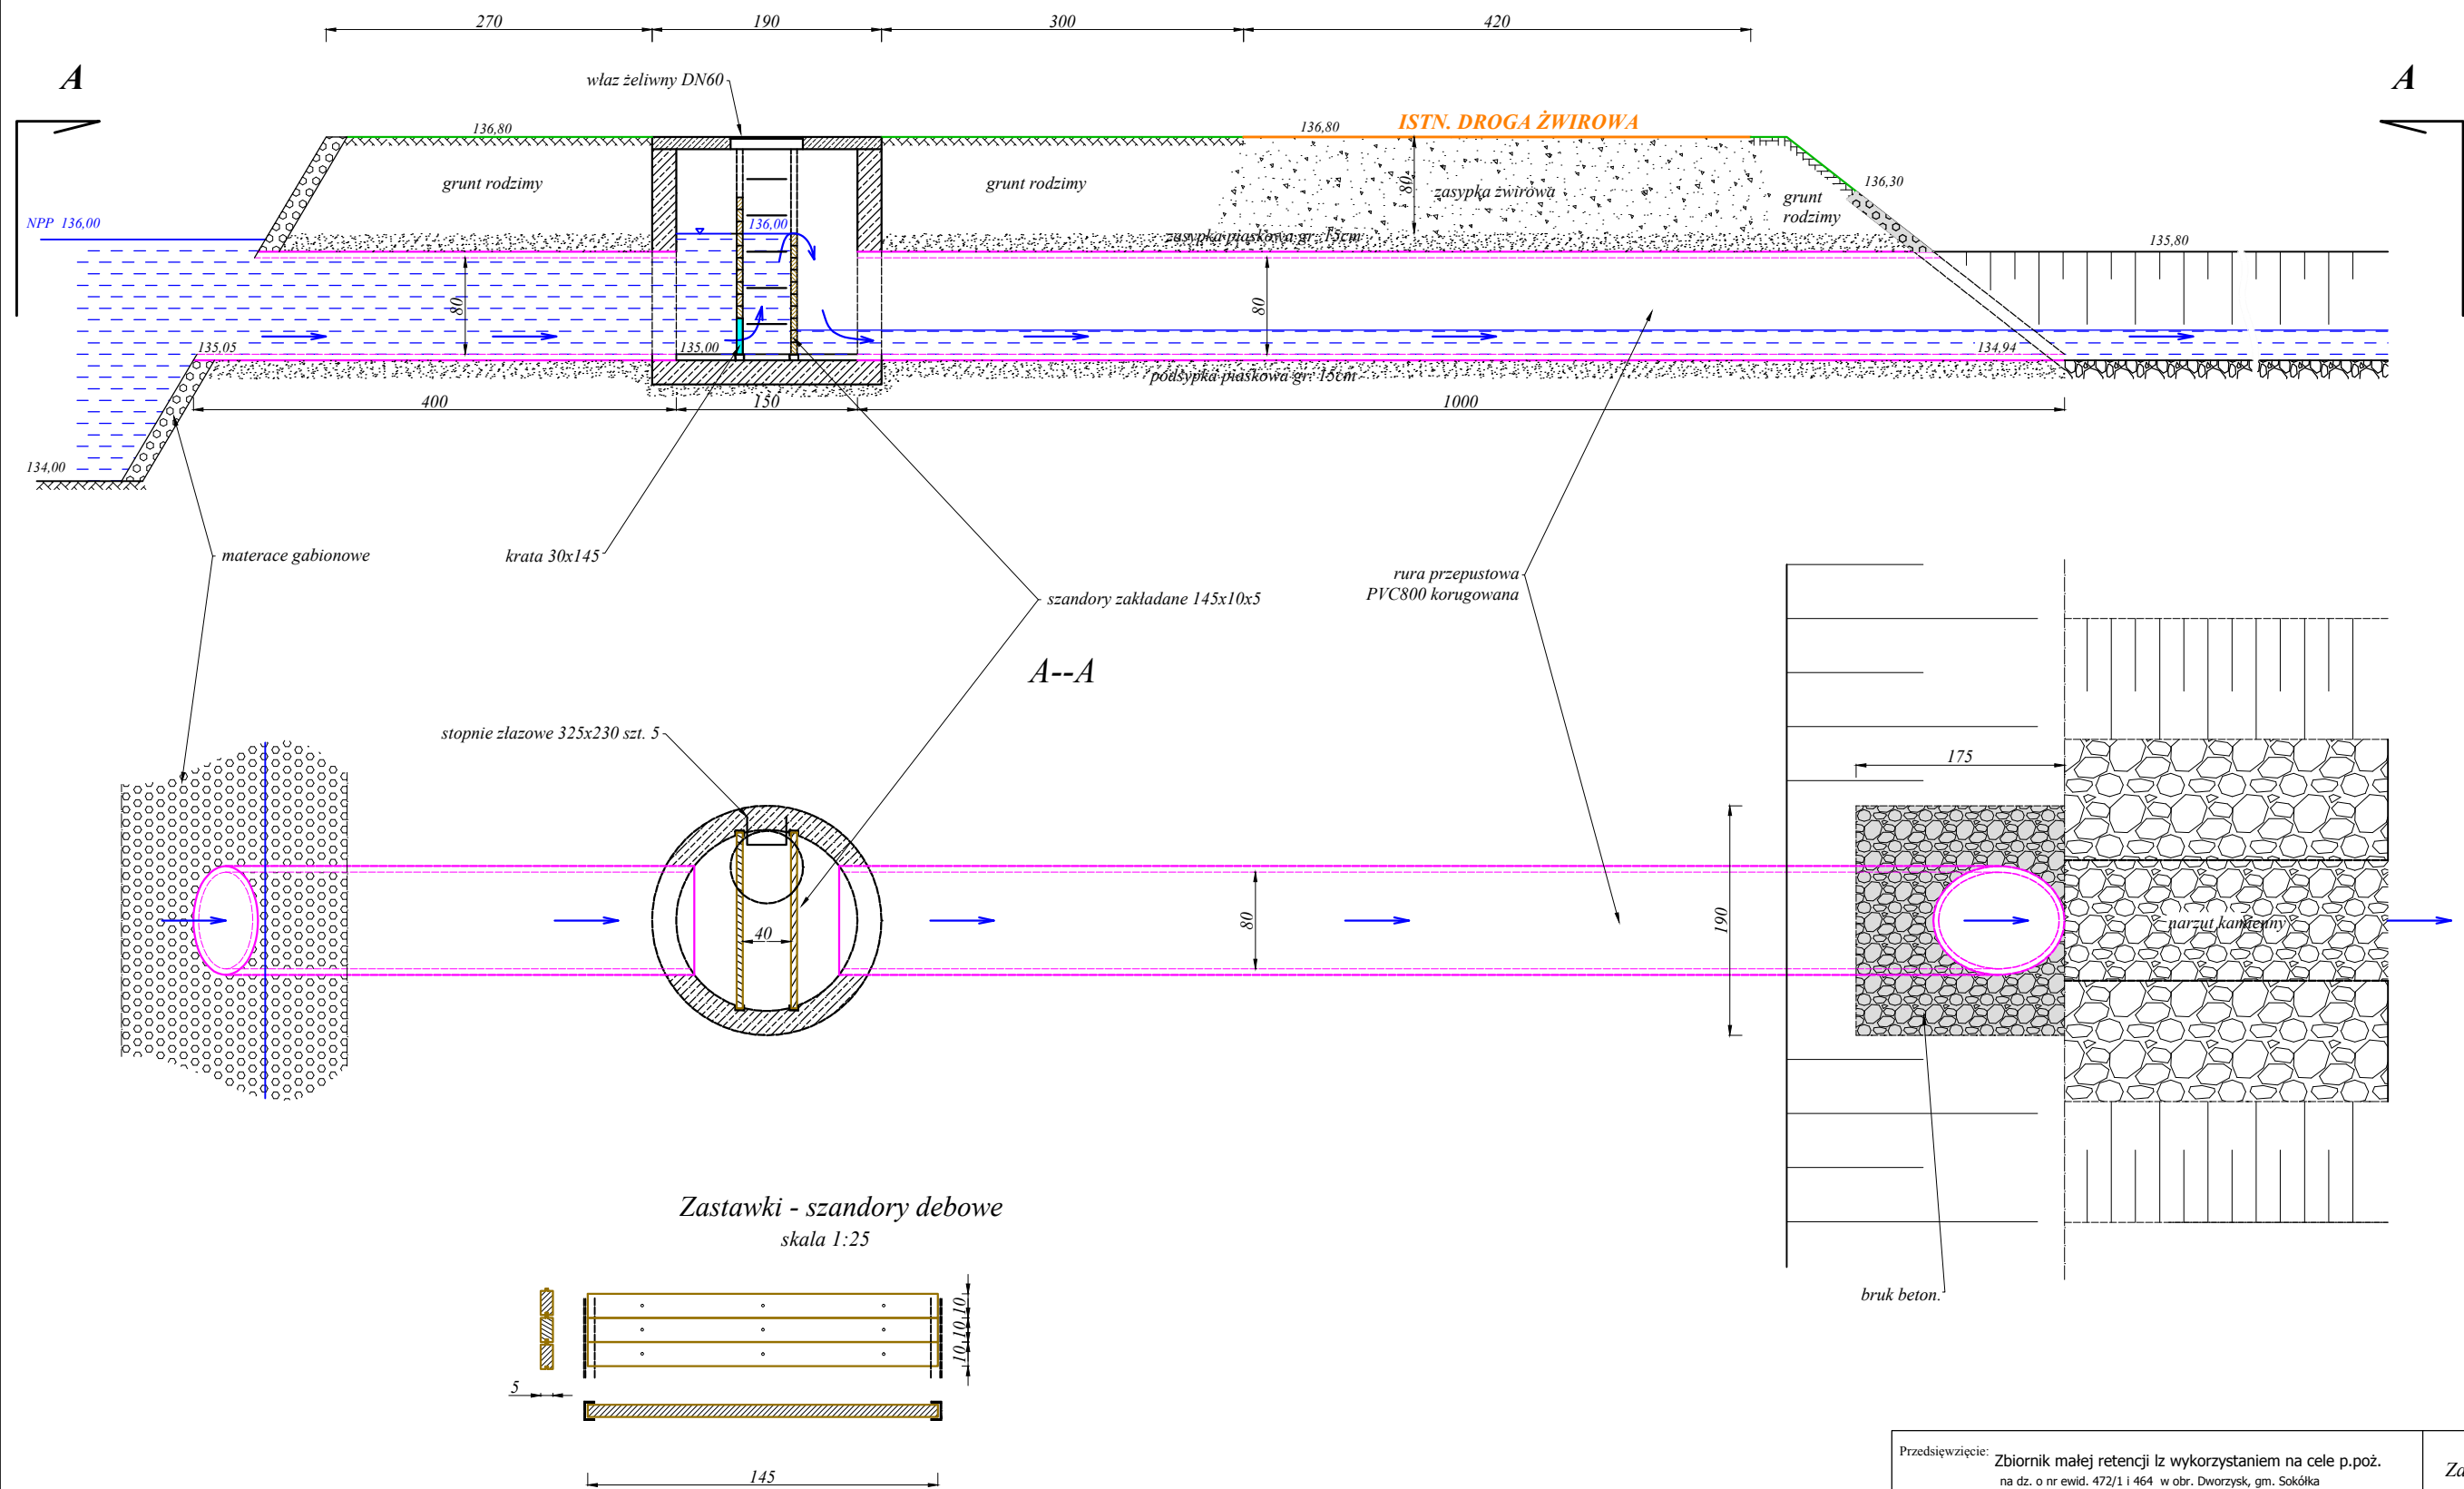 270
190
300
420
A
A
właz żeliwny DN60
136,80
136,80
ISTN. DROGA ŻWIROWA
grunt rodzimy
grunt rodzimy
80
zasypka żwirowa
136,30
grunt
rodzimy
NPP 136,00
136,00
zasypka piaskowa gr. 15cm
135,80
80
80
135,05
135,00
134,94
podsypka piaskowa gr. 15cm
400
150
1000
134,00
materace gabionowe
krata 30x145
szandory zakładane 145x10x5
rura przepustowa
PVC800 korugowana
A--A
stopnie złazowe 325x230 szt. 5
175
40
80
190
narzut kamienny
bruk beton.
Zastawki - szandory debowe
skala 1:25
10
10
10
5
145
Przedsięwzięcie:
Zbiornik małej retencji lz wykorzystaniem na cele p.poż.
na dz. o nr ewid. 472/1 i 464 w obr. Dworzysk, gm. Sokółka